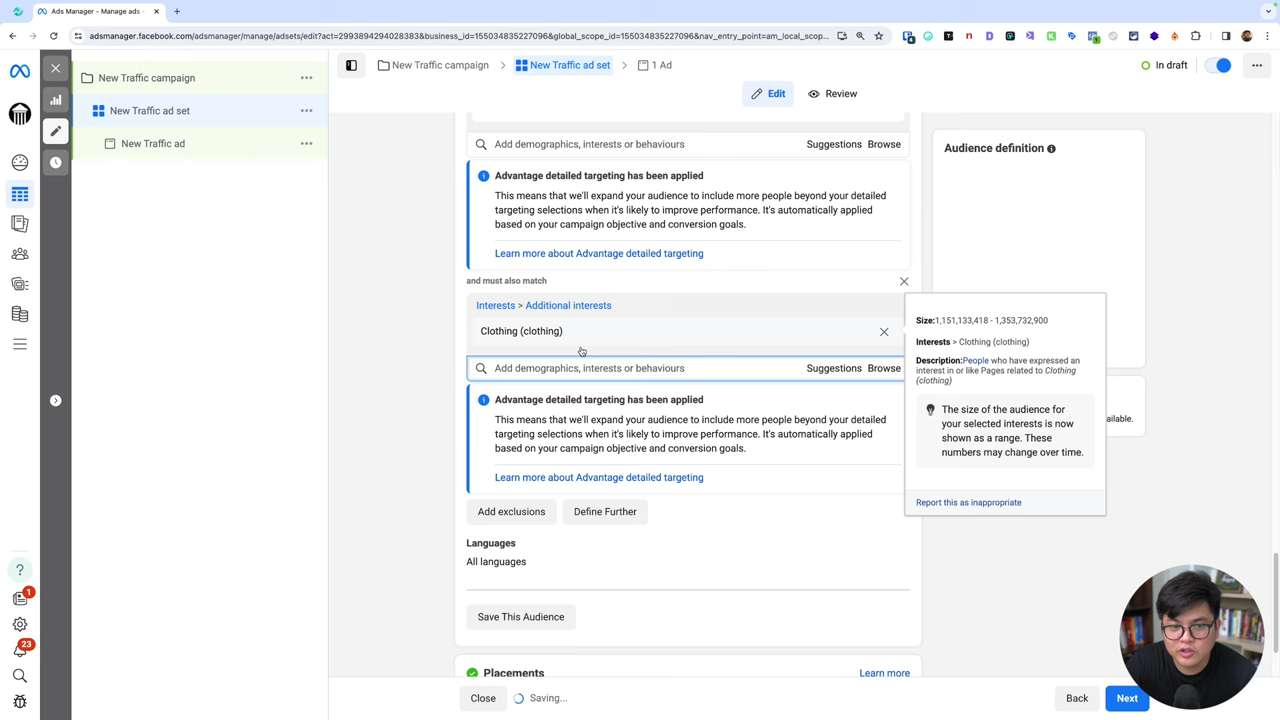 Ads Manager - Manage ads -
adsmanager.facebook.com/adsmanager/manage/adsets/edit?act=2993894294028383&business_id=155034835227096&global_scope_id=155034835227096&nav_entry_point=am_local_scop...
New Traffic campaign
New Traffic ad set
New Traffic ad
New Traffic campaign
New Traffic ad set
1 Ad
In draft
Edit
Review
Add demographics, interests or behaviours
Suggestions
Browse
Advantage detailed targeting has been applied
This means that we'll expand your audience to include more people beyond your detailed
targeting selections when it's likely to improve performance. It's automatically applied
based on your campaign objective and conversion goals.
Learn more about Advantage detailed targeting
and must also match
Interests > Additional interests
Clothing (clothing)
Add demographics, interests or behaviours
Suggestions
Browse
Advantage detailed targeting has been applied
This means that we'll expand your audience to include more people beyond your detailed
targeting selections when it's likely to improve performance. It's automatically applied
based on your campaign objective and conversion goals.
Learn more about Advantage detailed targeting
Add exclusions
Define Further
Languages
All languages
Save This Audience
Placements
Learn more
Close
Saving...
Back
Next
Audience definition
Size:1,151,133,418 - 1,353,732,900
Interests > Clothing (clothing)
Description:People who have expressed an
interest in or like Pages related to Clothing
(clothing)
The size of the audience for
your selected interests is now
shown as a range. These
numbers may change over time.
Report this as inappropriate
ailable.
1
23